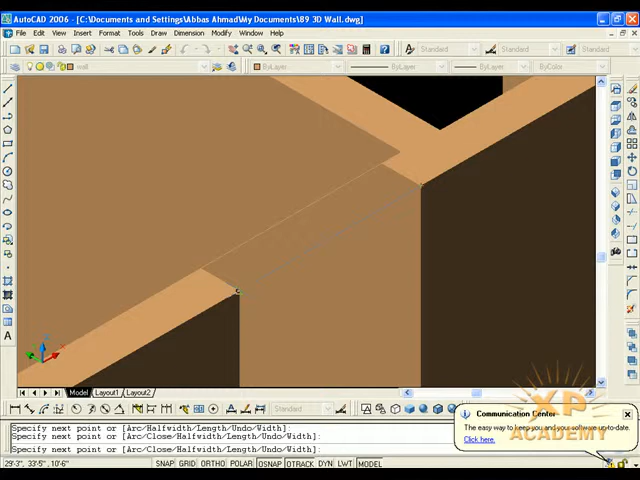 AutoCAD 2006 - [C:\Documents and Settings\Abbas Ahmad\My Documents\89 3D Wall.dwg]
File Edit View Insert Format Tools Draw Dimension Modify Window Help
Standard Standard Standard
wall ByLayer ByLayer ByLayer ByColor
Model Layout1 Layout2
Standard
Specify next point or [Arc/Halfwidth/Length/Undo/Width]:
Specify next point or [Arc/Close/Halfwidth/Length/Undo/Width]:
Specify next point or [Arc/Close/Halfwidth/Length/Undo/Width]:
29'-3", 33'-5", 10'-6" SNAP GRID ORTHO POLAR OSNAP OTRACK DYN LWT MODEL
Communication Center
The easy way to keep you and your software up-to-date.
Click here.
XP
ACADEMY